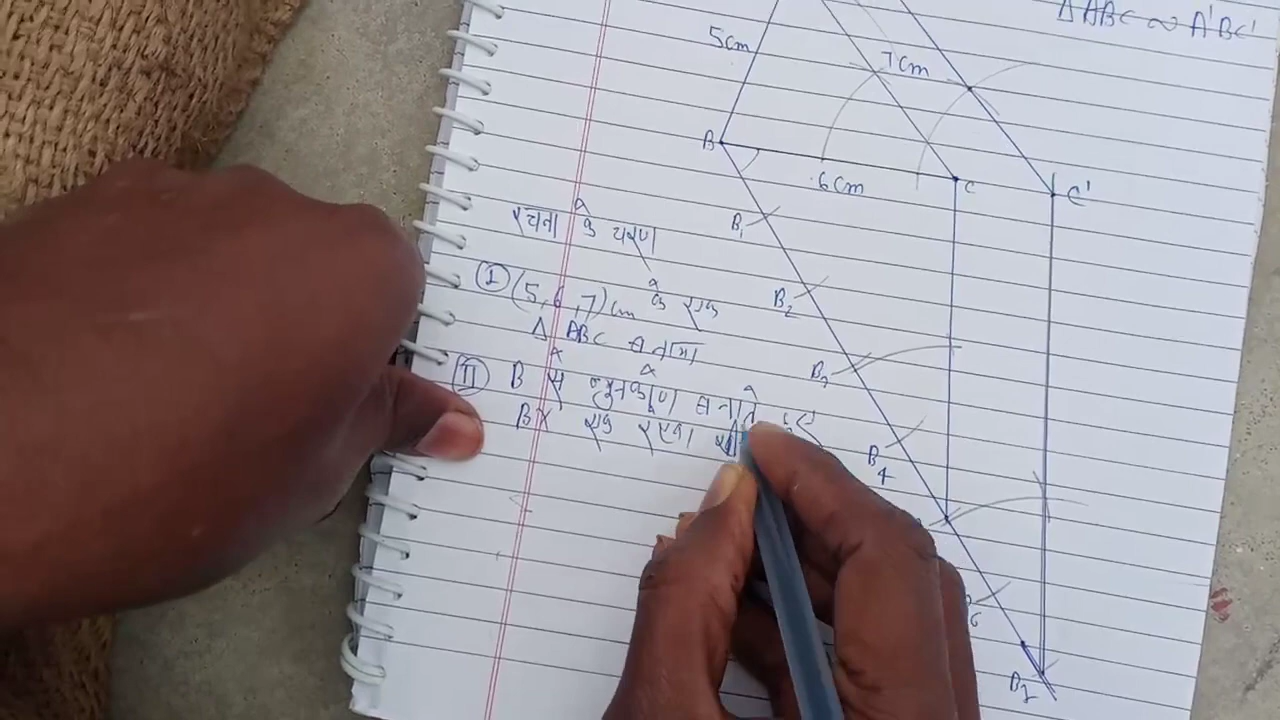 Δ ABC ∾ A'BC'
5cm
7cm
B
6cm
C
C'
B1
रचना के चरण
B2
I (5, 6, 7) cm के एक
Δ ABC बनाया
B3
II B से न्युनकोण बनाते हुए
BX एक रेखा
B4
B7